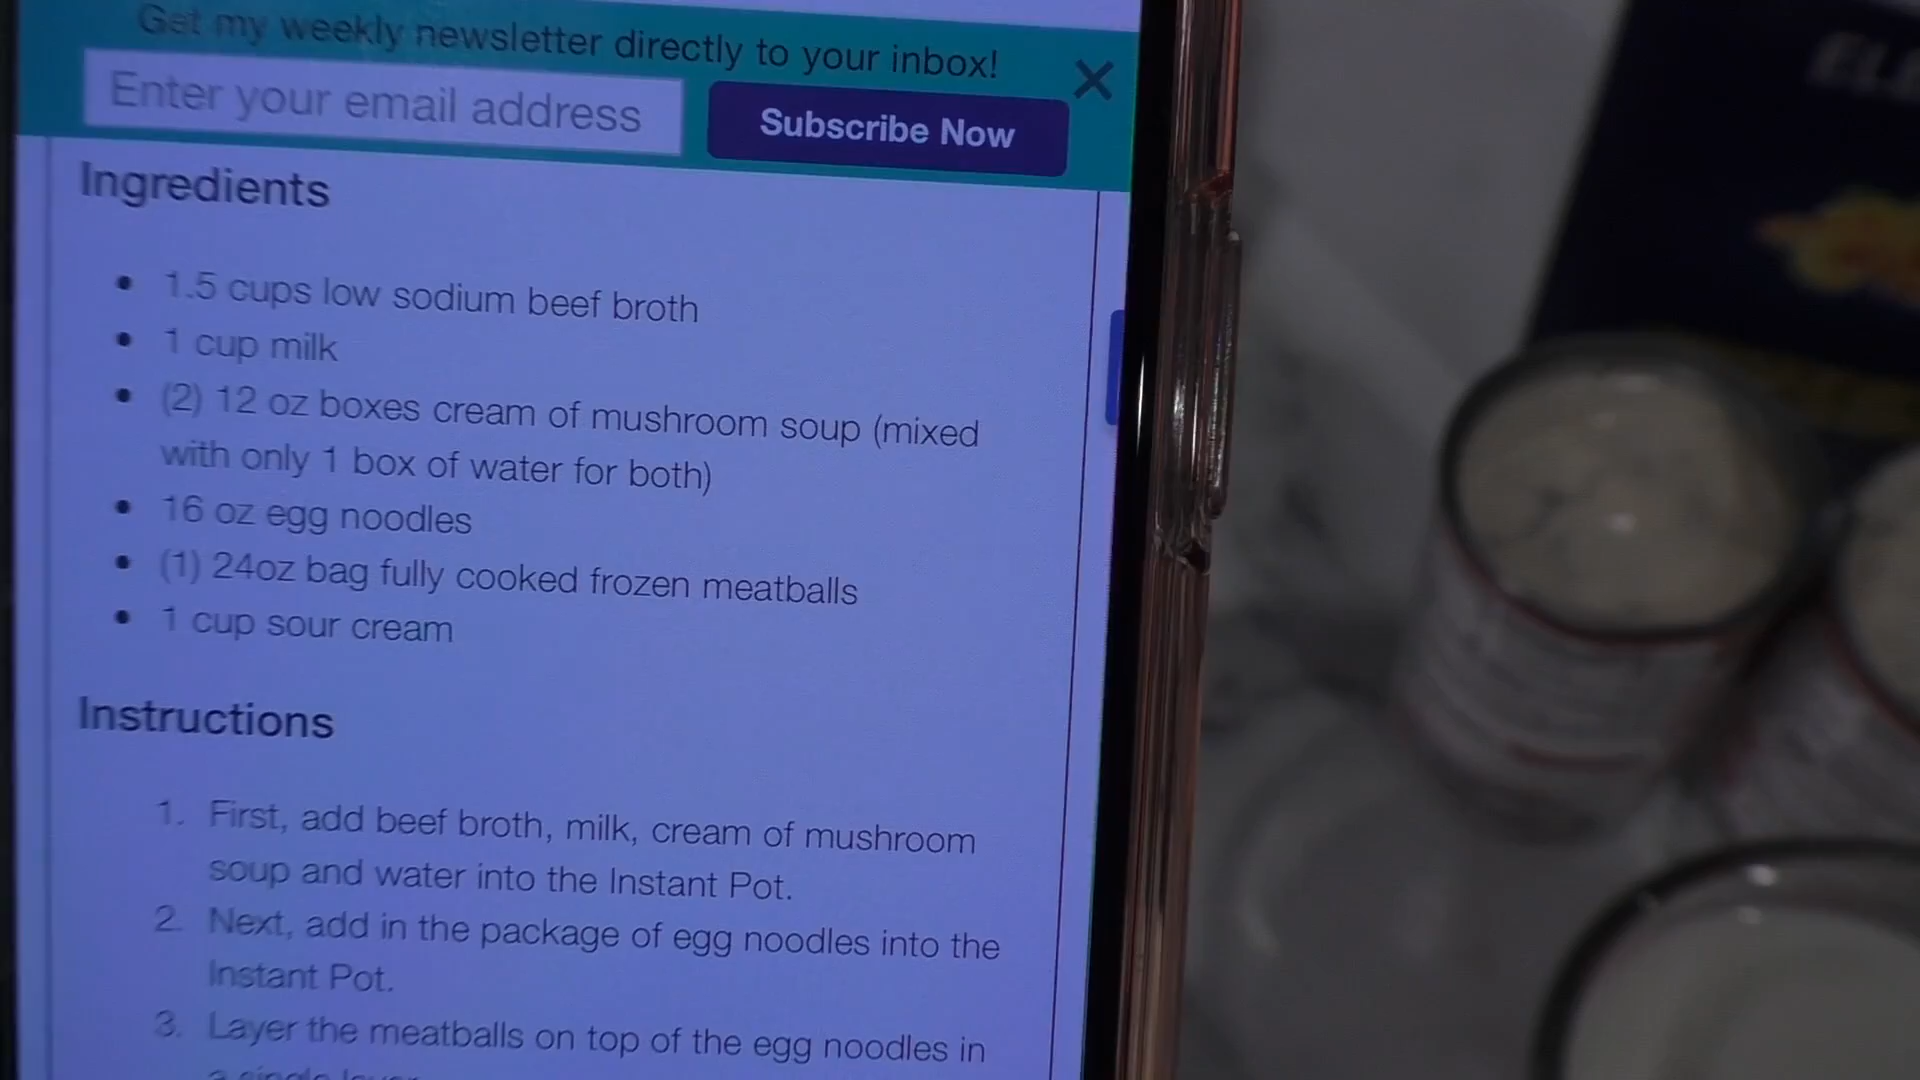 Get my weekly newsletter directly to your inbox!
Enter your email address
Subscribe Now
Ingredients
• 1.5 cups low sodium beef broth
• 1 cup milk
• (2) 12 oz boxes cream of mushroom soup (mixed
with only 1 box of water for both)
• 16 oz egg noodles
• (1) 24oz bag fully cooked frozen meatballs
• 1 cup sour cream
Instructions
1. First, add beef broth, milk, cream of mushroom
soup and water into the Instant Pot.
2. Next, add in the package of egg noodles into the
Instant Pot.
3. Layer the meatballs on top of the egg noodles in
a single layer